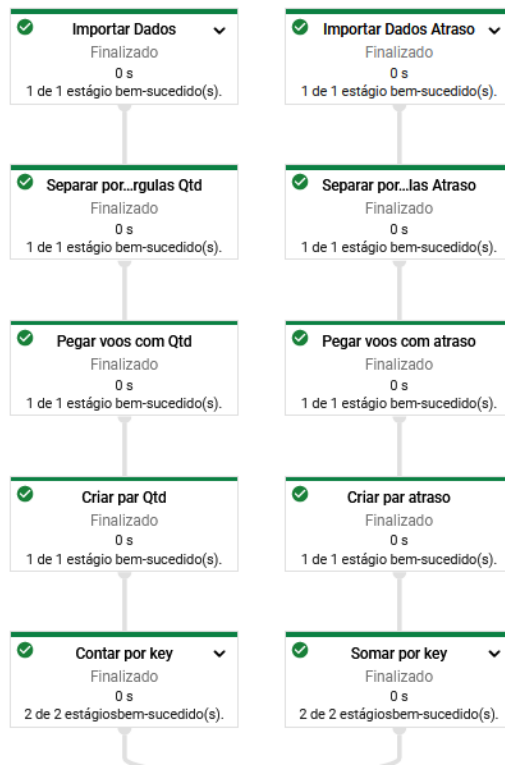 Importar Dados
Finalizado
0 s
1 de 1 estágio bem-sucedido(s).
Importar Dados Atraso
Finalizado
0 s
1 de 1 estágio bem-sucedido(s).
Separar por...rgulas Qtd
Finalizado
0 s
1 de 1 estágio bem-sucedido(s).
Separar por...las Atraso
Finalizado
0 s
1 de 1 estágio bem-sucedido(s).
Pegar voos com Qtd
Finalizado
0 s
1 de 1 estágio bem-sucedido(s).
Pegar voos com atraso
Finalizado
0 s
1 de 1 estágio bem-sucedido(s).
Criar par Qtd
Finalizado
0 s
1 de 1 estágio bem-sucedido(s).
Criar par atraso
Finalizado
0 s
1 de 1 estágio bem-sucedido(s).
Contar por key
Finalizado
0 s
2 de 2 estágiosbem-sucedido(s).
Somar por key
Finalizado
0 s
2 de 2 estágiosbem-sucedido(s).